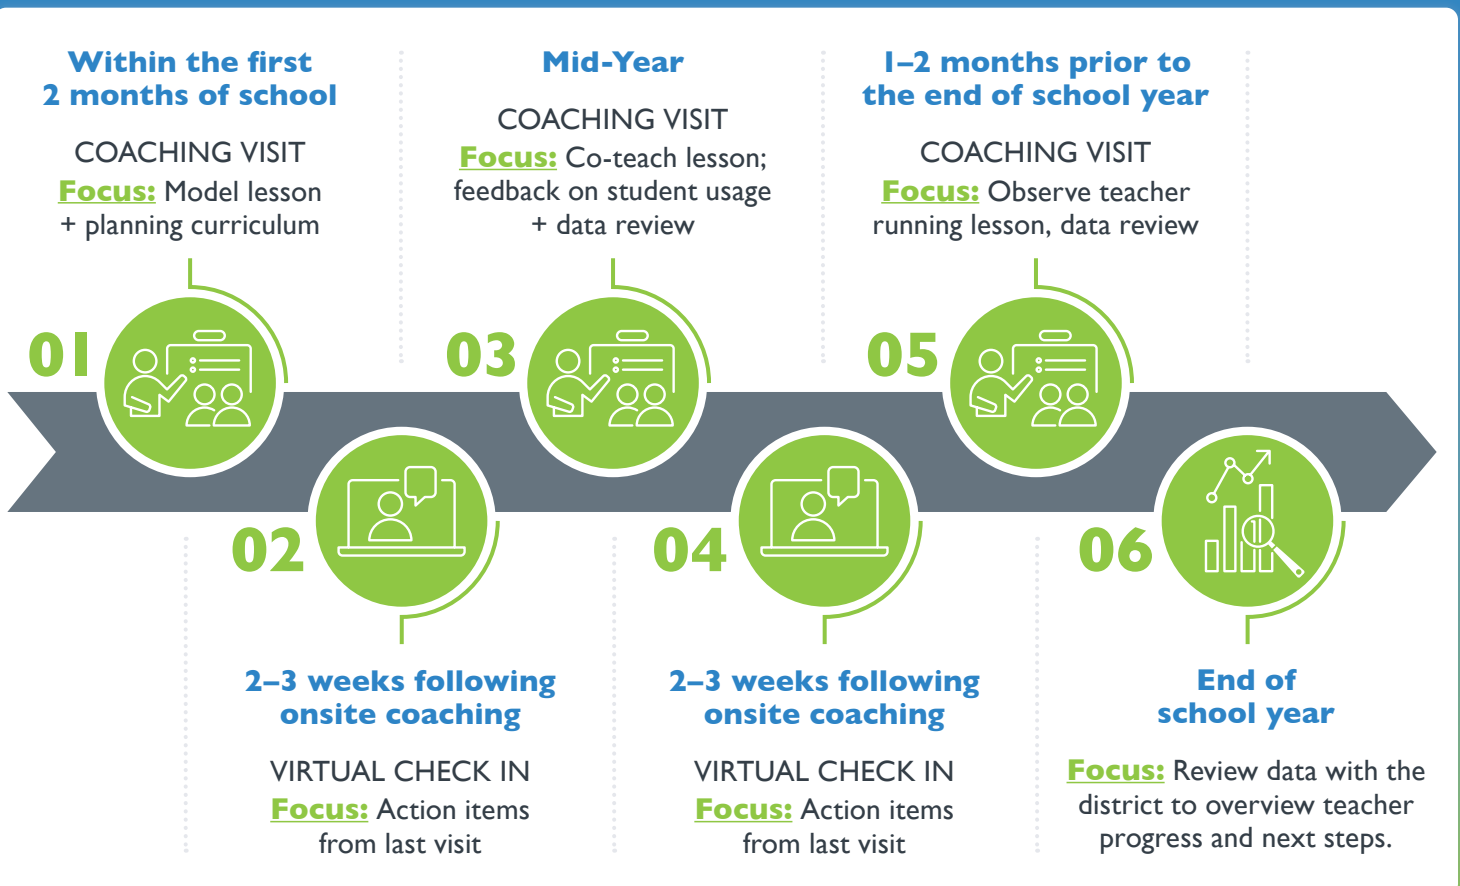 Within the first
2 months of school
COACHING VISIT
Focus: Model lesson
+ planning curriculum
01
2–3 weeks following
onsite coaching
VIRTUAL CHECK IN
Focus: Action items
from last visit
02
Mid-Year
COACHING VISIT
Focus: Co-teach lesson;
feedback on student usage
+ data review
03
2–3 weeks following
onsite coaching
VIRTUAL CHECK IN
Focus: Action items
from last visit
04
1–2 months prior to
the end of school year
COACHING VISIT
Focus: Observe teacher
running lesson, data review
05
End of
school year
Focus: Review data with the
district to overview teacher
progress and next steps.
06